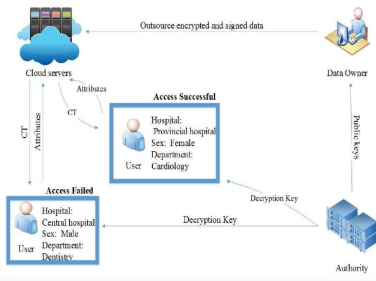 Outsource encrypted and signed data
Cloud servers
Data Owner
Attributes
CT
Access Successful
Hospital:
Provincial hospital
Sex: Female
Department:
Cardiology
User
CT
Attributes
Public keys
Access Failed
Hospital:
Central hospital
Sex: Male
Department:
Dentistry
User
Decryption Key
Decryption Key
Authority